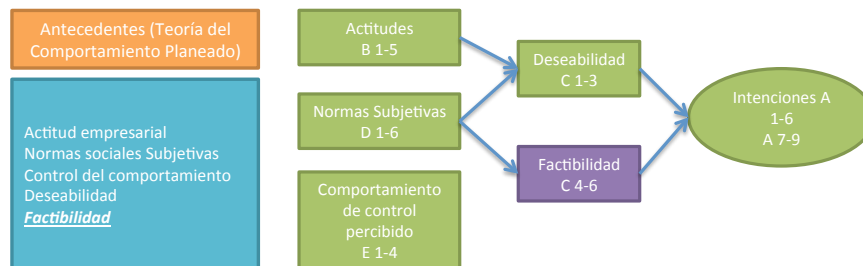 Antecedentes (Teoría del
Comportamiento Planeado)
Actitud empresarial
Normas sociales Subjetivas
Control del comportamiento
Deseabilidad
Factibilidad
Actitudes
B 1-5
Normas Subjetivas
D 1-6
Comportamiento
de control
percibido
E 1-4
Deseabilidad
C 1-3
Factibilidad
C 4-6
Intenciones A
1-6
A 7-9